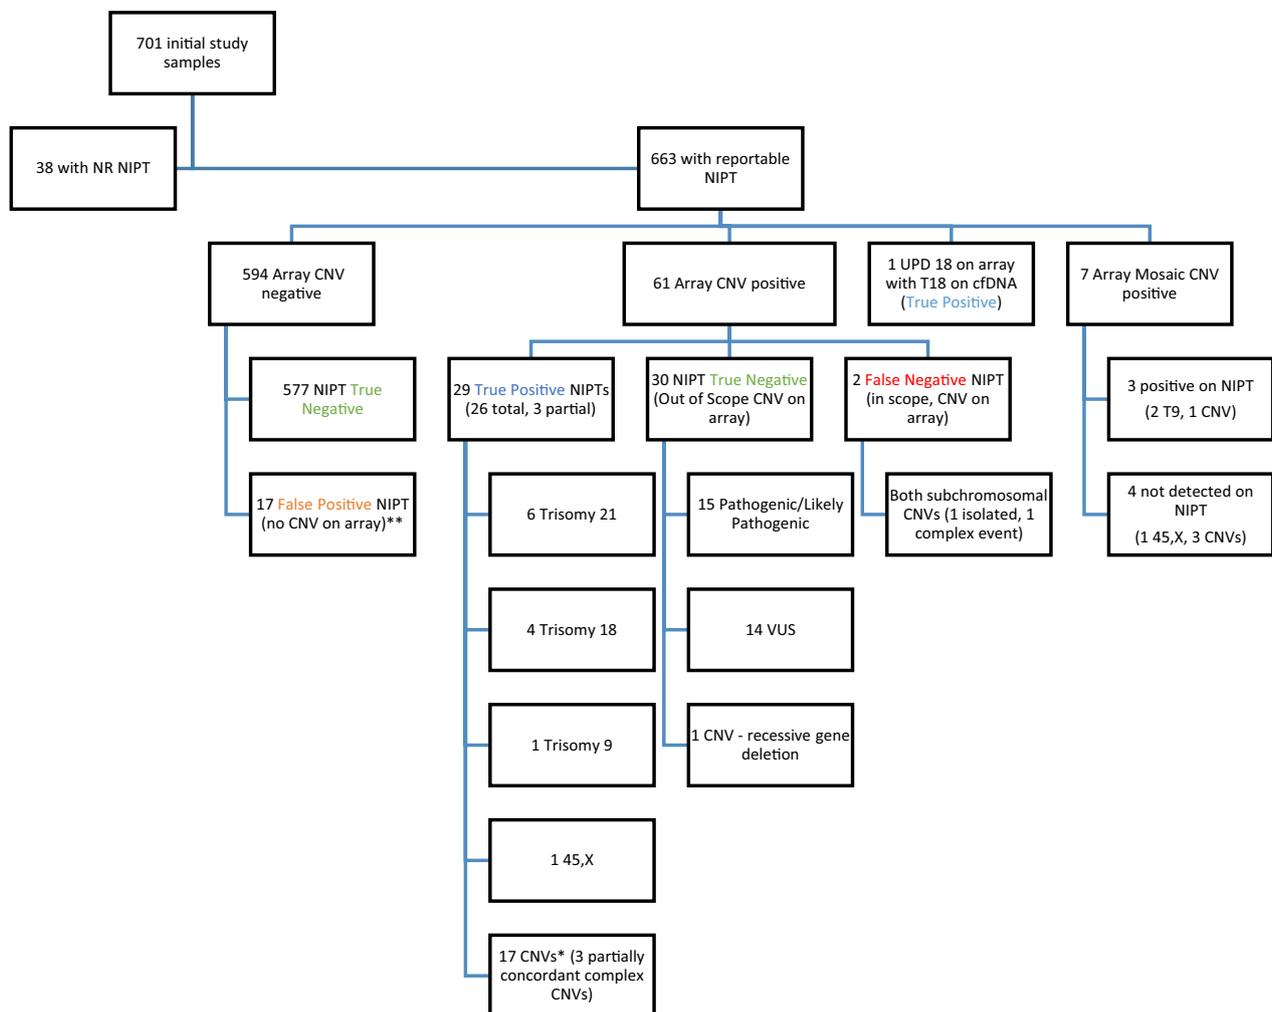 701 initial study
samples
38 with NR NIPT
663 with reportable
NIPT
594 Array CNV
negative
61 Array CNV positive
1 UPD 18 on array
with T18 on cfDNA
(True Positive)
7 Array Mosaic CNV
positive
577 NIPT True
Negative
17 False Positive NIPT
(no CNV on array)**
29 True Positive NIPTs
(26 total, 3 partial)
6 Trisomy 21
4 Trisomy 18
1 Trisomy 9
1 45,X
17 CNVs* (3 partially
concordant complex
CNVs)
30 NIPT True Negative
(Out of Scope CNV on
array)
15 Pathogenic/Likely
Pathogenic
14 VUS
1 CNV - recessive gene
deletion
2 False Negative NIPT
(in scope, CNV on
array)
Both subchromosomal
CNVs (1 isolated, 1
complex event)
3 positive on NIPT
(2 T9, 1 CNV)
4 not detected on
NIPT
(1 45,X, 3 CNVs)